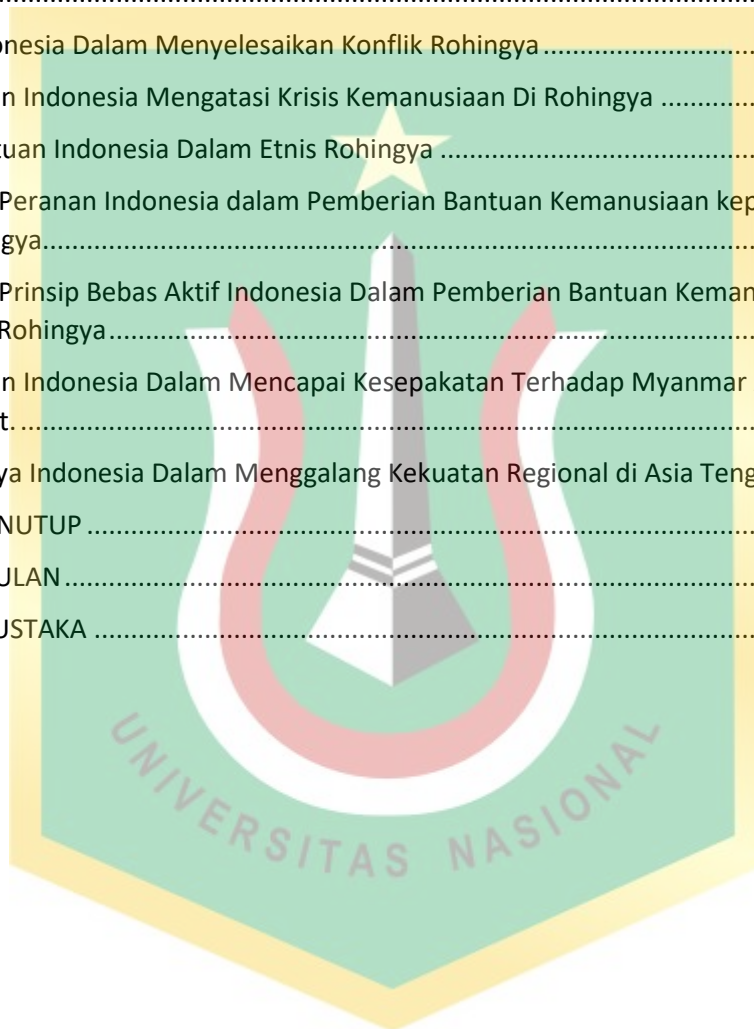 onesia Dalam Menyelesaikan Konflik Rohingya..............................
n Indonesia Mengatasi Krisis Kemanusiaan Di Rohingya ..............
tuan Indonesia Dalam Etnis Rohingya ..............................................
Peranan Indonesia dalam Pemberian Bantuan Kemanusiaan kep
gya.........................................................................................................
Prinsip Bebas Aktif Indonesia Dalam Pemberian Bantuan Keman
Rohingya...............................................................................................
n Indonesia Dalam Mencapai Kesepakatan Terhadap Myanmar
t. ............................................................................................................
ya Indonesia Dalam Menggalang Kekuatan Regional di Asia Teng
NUTUP ..................................................................................................
ULAN.....................................................................................................
USTAKA .................................................................................................
UNIVERSITAS NASIONAL